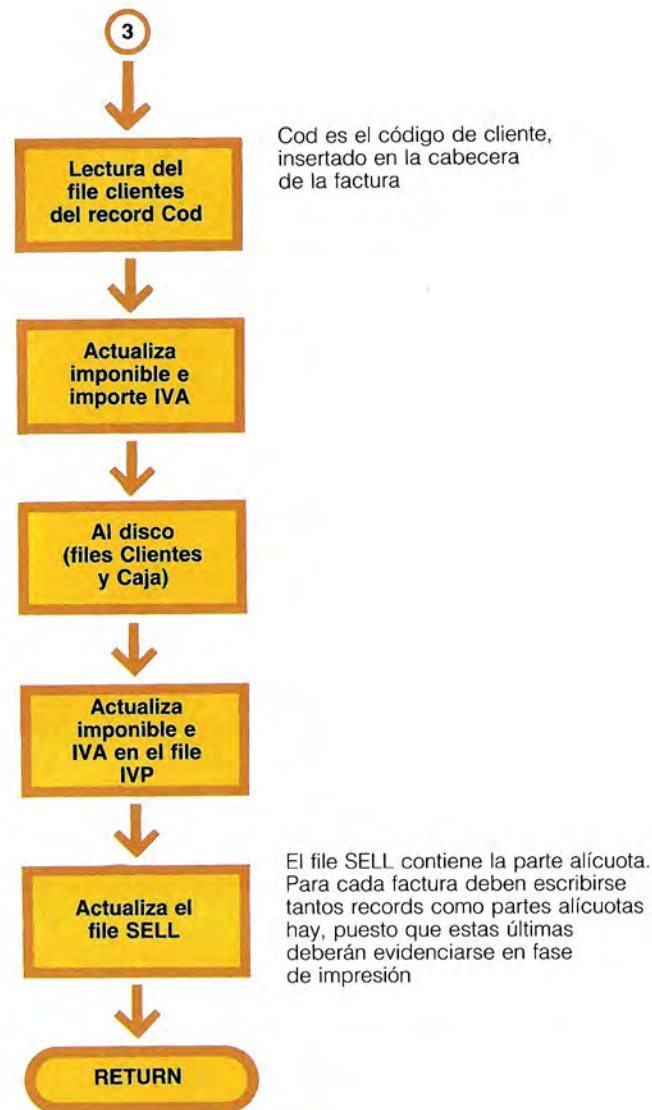 3
Lectura del
file clientes
del record Cod
Cod es el código de cliente,
insertado en la cabecera
de la factura
Actualiza
imponible e
importe IVA
Al disco
(files Clientes
y Caja)
Actualiza
imponible e
IVA en el file
IVP
Actualiza el
file SELL
El file SELL contiene la parte alícuota.
Para cada factura deben escribirse
tantos records como partes alícuotas
hay, puesto que estas últimas
deberán evidenciarse en fase
de impresión
RETURN